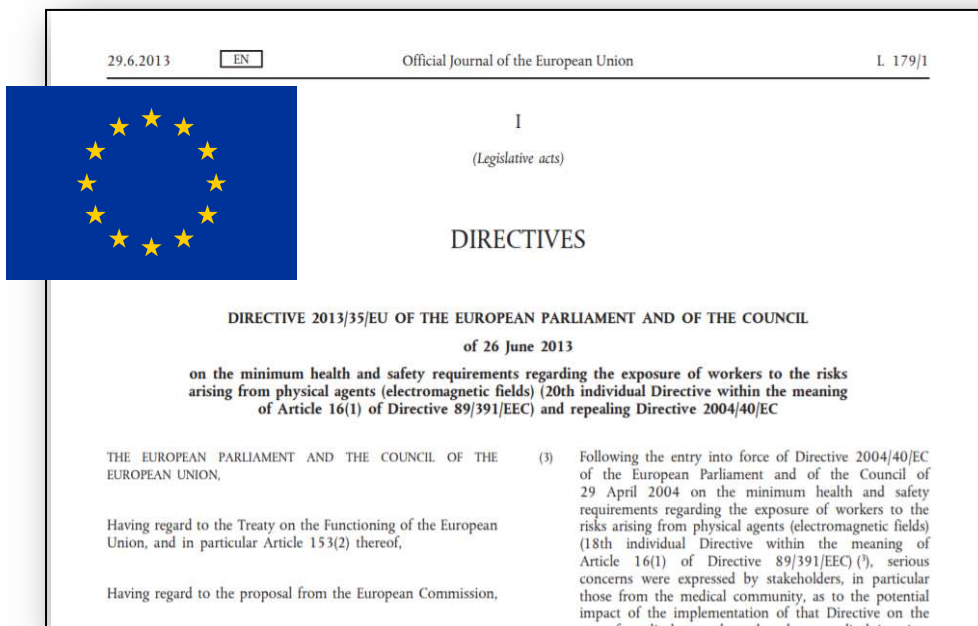 29.6.2013 EN Official Journal of the European Union L 179/1
I
(Legislative acts)
DIRECTIVES
DIRECTIVE 2013/35/EU OF THE EUROPEAN PARLIAMENT AND OF THE COUNCIL
of 26 June 2013
on the minimum health and safety requirements regarding the exposure of workers to the risks
arising from physical agents (electromagnetic fields) (20th individual Directive within the meaning
of Article 16(1) of Directive 89/391/EEC) and repealing Directive 2004/40/EC
THE EUROPEAN PARLIAMENT AND THE COUNCIL OF THE
EUROPEAN UNION,
Having regard to the Treaty on the Functioning of the European
Union, and in particular Article 153(2) thereof,
Having regard to the proposal from the European Commission,
(3) Following the entry into force of Directive 2004/40/EC
of the European Parliament and of the Council of
29 April 2004 on the minimum health and safety
requirements regarding the exposure of workers to the
risks arising from physical agents (electromagnetic fields)
(18th individual Directive within the meaning of
Article 16(1) of Directive 89/391/EEC) (³), serious
concerns were expressed by stakeholders, in particular
those from the medical community, as to the potential
impact of the implementation of that Directive on the